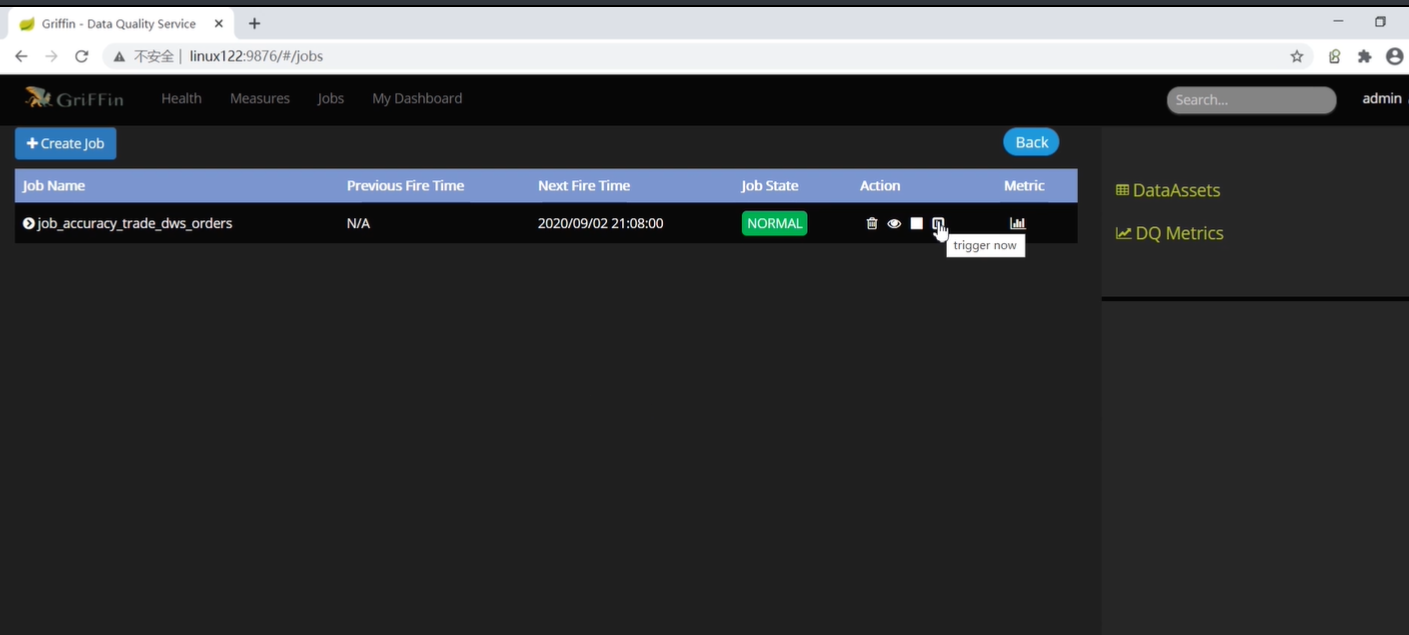 Griffin - Data Quality Service
不安全 | linux122:9876/#/jobs
GriFFin Health Measures Jobs My Dashboard Search... admin
Create Job Back
Job Name Previous Fire Time Next Fire Time Job State Action Metric
job_accuracy_trade_dws_orders N/A 2020/09/02 21:08:00 NORMAL
trigger now
DataAssets
DQ Metrics